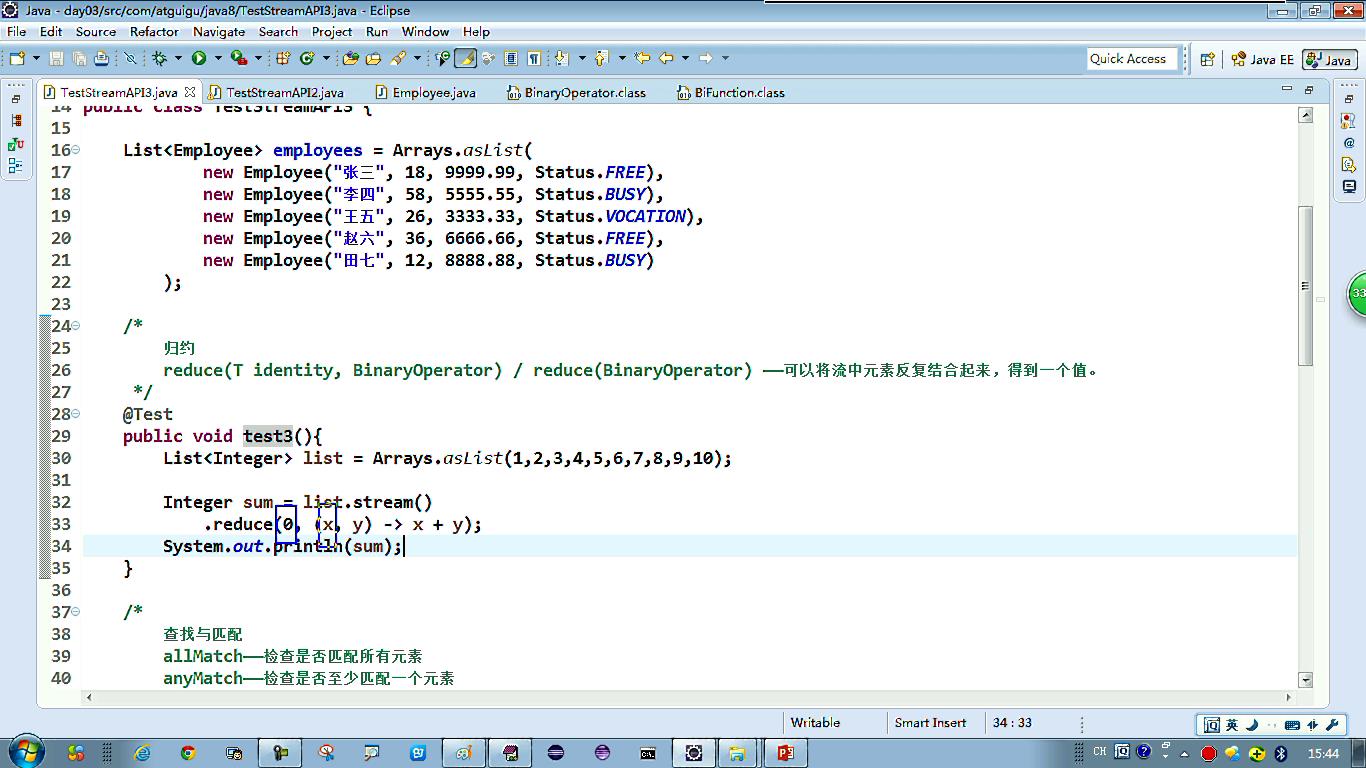 Java - day03/src/com/atguigu/java8/TestStreamAPI3.java - Eclipse
File Edit Source Refactor Navigate Search Project Run Window Help
Quick Access Java EE Java
TestStreamAPI3.java TestStreamAPI2.java Employee.java BinaryOperator.class BiFunction.class
14 public class TestStreamAPI3 {
15
16 List<Employee> employees = Arrays.asList(
17 new Employee("张三", 18, 9999.99, Status.FREE),
18 new Employee("李四", 58, 5555.55, Status.BUSY),
19 new Employee("王五", 26, 3333.33, Status.VOCATION),
20 new Employee("赵六", 36, 6666.66, Status.FREE),
21 new Employee("田七", 12, 8888.88, Status.BUSY)
22 );
23
24 /*
25 归约
26 reduce(T identity, BinaryOperator) / reduce(BinaryOperator) ——可以将流中元素反复结合起来，得到一个值。
27 */
28 @Test
29 public void test3(){
30 List<Integer> list = Arrays.asList(1,2,3,4,5,6,7,8,9,10);
31
32 Integer sum = list.stream()
33 .reduce(0, (x, y) -> x + y);
34 System.out.println(sum);
35 }
36
37 /*
38 查找与匹配
39 allMatch——检查是否匹配所有元素
40 anyMatch——检查是否至少匹配一个元素
33
Writable Smart Insert 34 : 33
英
CH 15:44